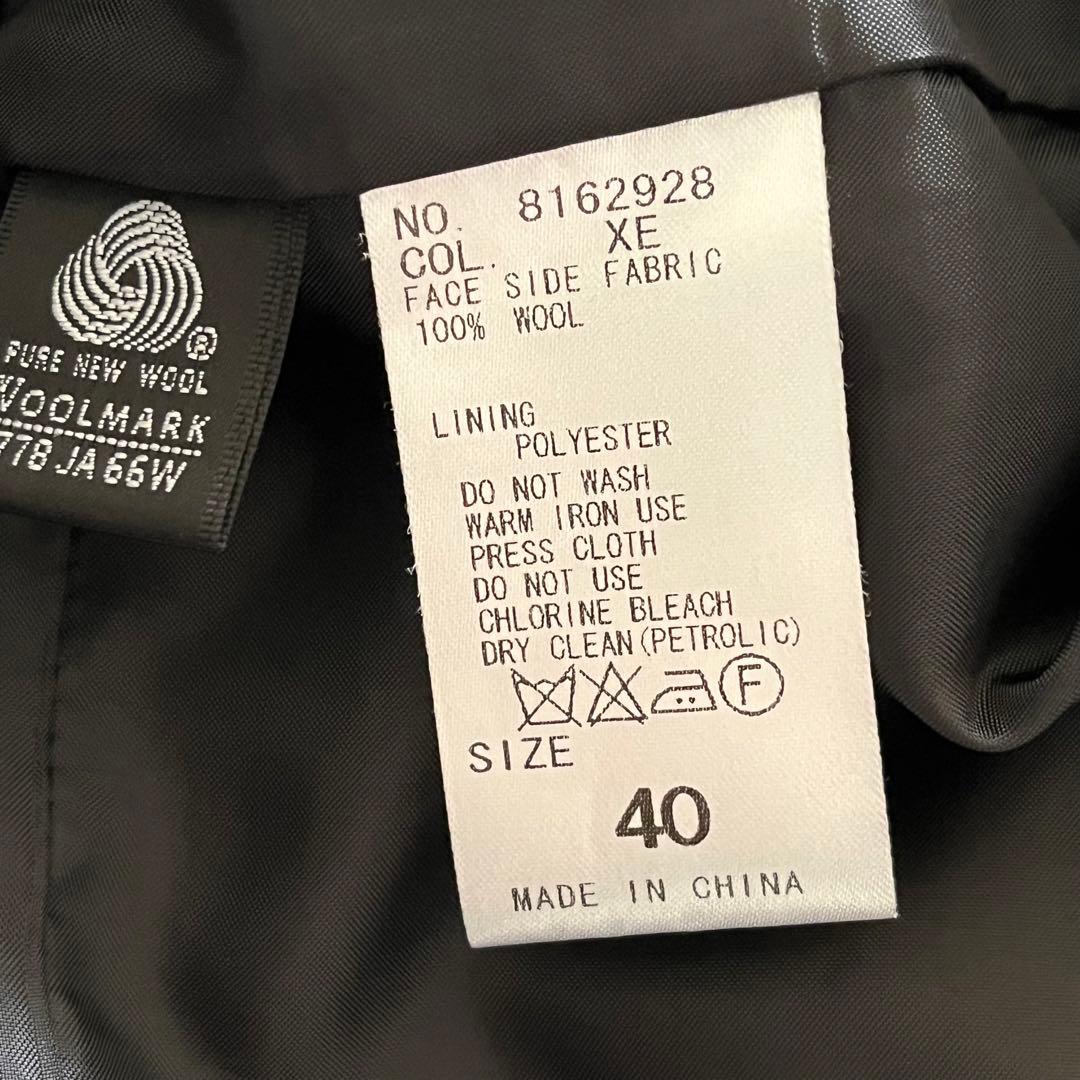 PURE NEW WOOL
WOOLMARK
778 JA 66W
NO. 8162928
COL. XE
FACE SIDE FABRIC
100% WOOL
LINING
POLYESTER
DO NOT WASH
WARM IRON USE
PRESS CLOTH
DO NOT USE
CHLORINE BLEACH
DRY CLEAN(PETROLIC)
F
SIZE
40
MADE IN CHINA